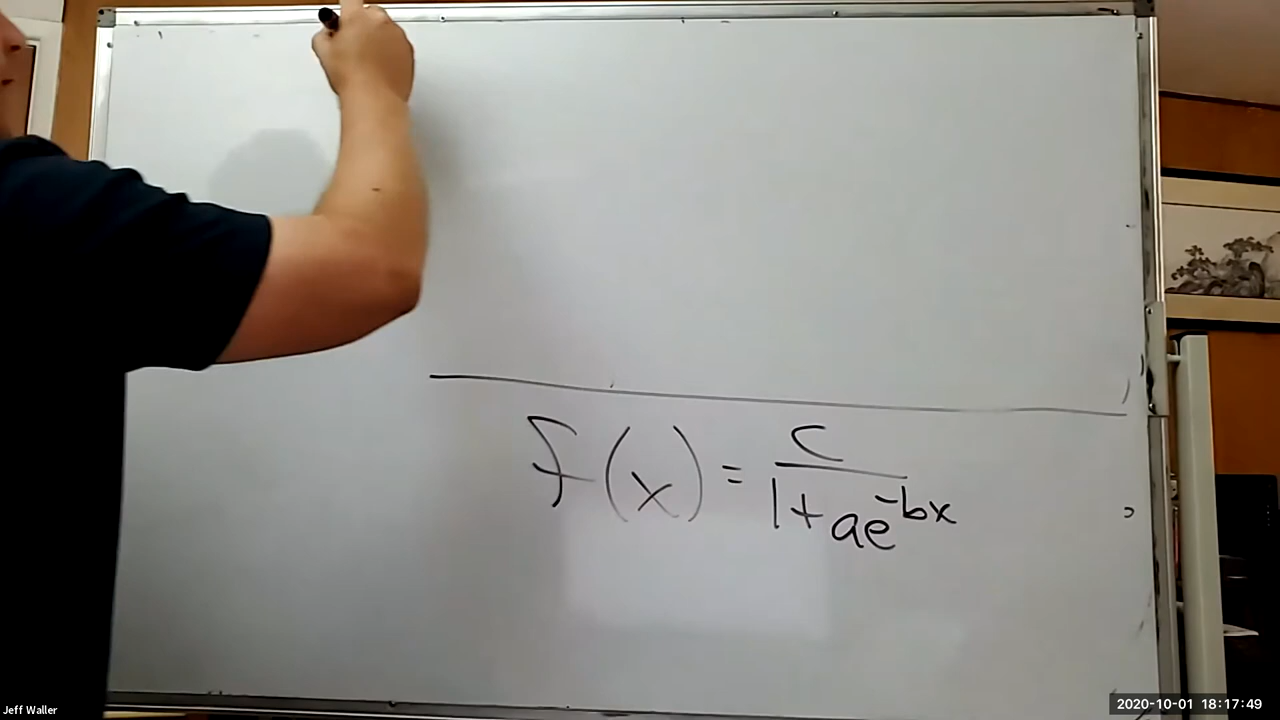 f(x) = c / (1 + ae^-bx)
Jeff Waller
2020-10-01 18:17:49